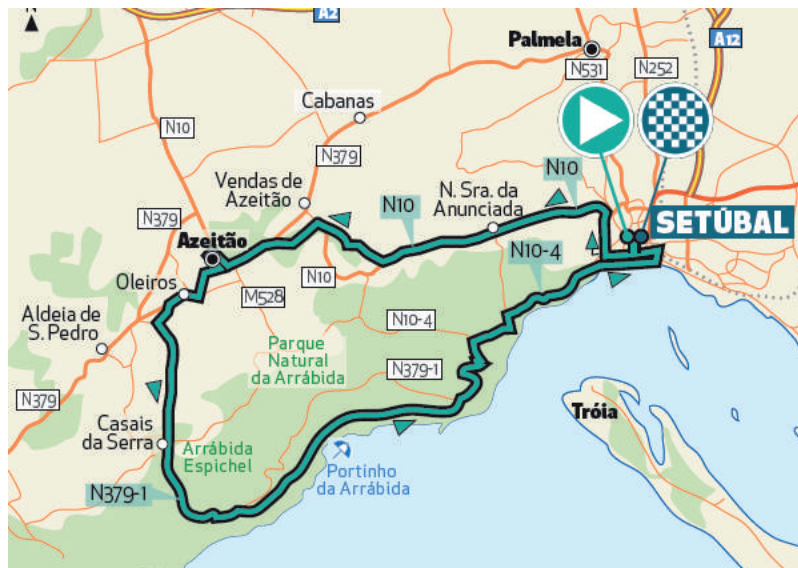 A2
N
Palmela
A12
N531
N252
Cabanas
N10
N379
N10
Vendas de
Azeitão
N. Sra. da
Anunciada
N379
N10
SETÚBAL
Azeitão
N10-4
Oleiros
N10
M528
Aldeia de
S. Pedro
N10-4
Parque
Natural
da Arrábida
N379-1
N379
Tróia
Casais
da Serra
Arrábida
Espichel
Portinho
da Arrábida
N379-1